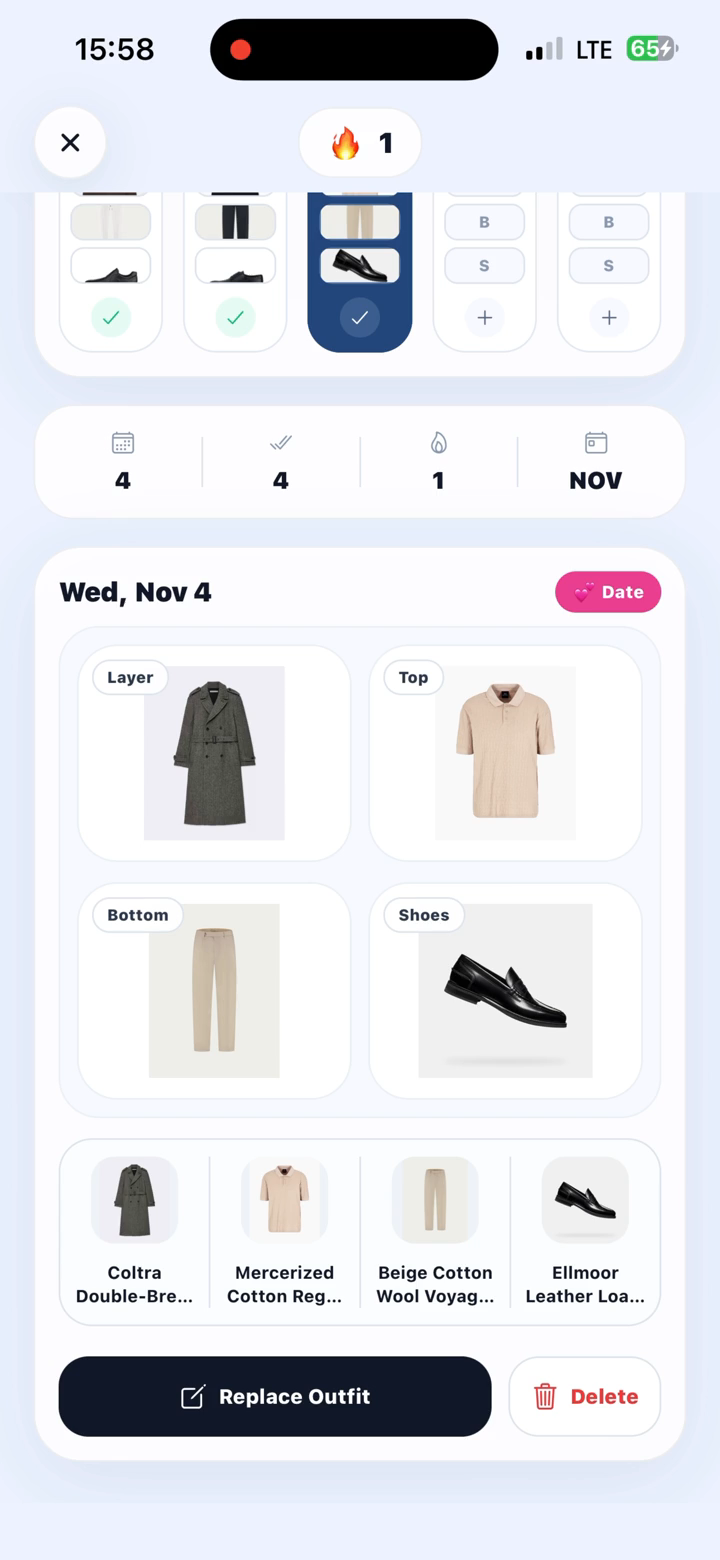 15:58
LTE
65
1
B
B
S
S
4
4
1
NOV
Wed, Nov 4
Date
Layer
Top
Bottom
Shoes
Coltra
Double-Bre...
Mercerized
Cotton Reg...
Beige Cotton
Wool Voyag...
Ellmoor
Leather Loa...
Replace Outfit
Delete